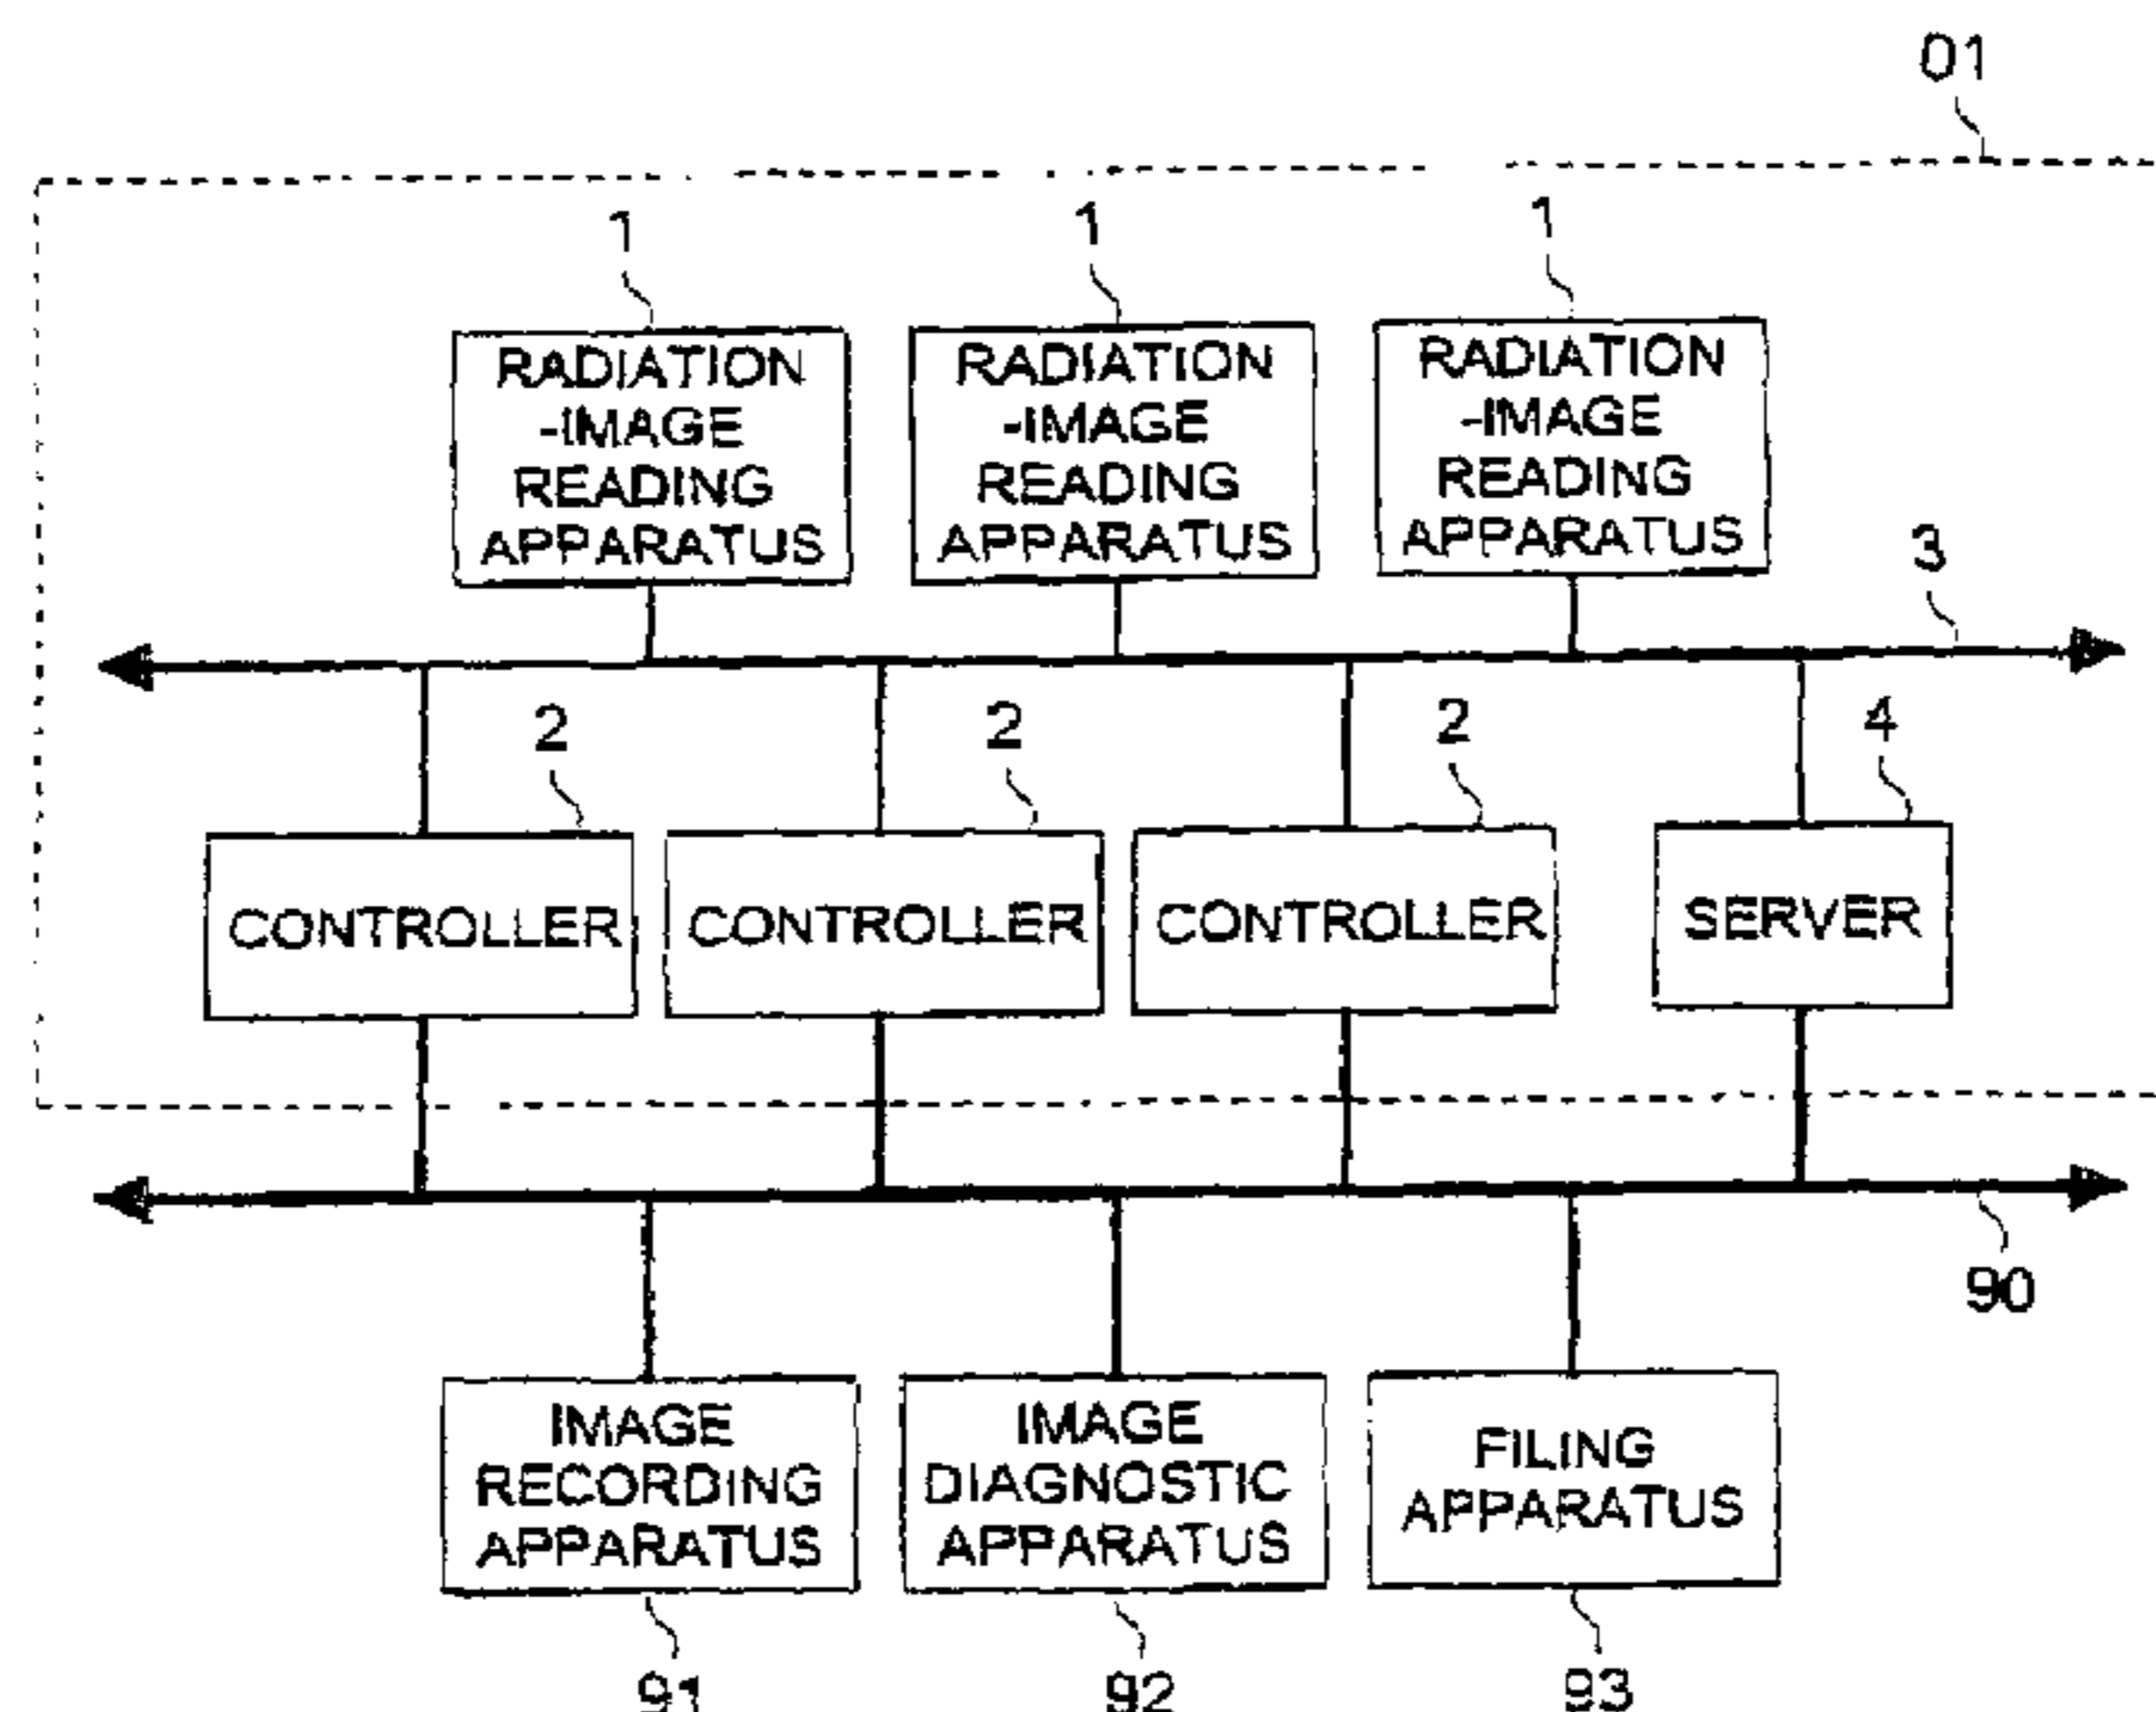 01
1
1
1
RADIATION
-IMAGE
READING
APPARATUS
RADIATION
-IMAGE
READING
APPARATUS
RADIATION
-IMAGE
READING
APPARATUS
3
2
2
2
4
CONTROLLER
CONTROLLER
CONTROLLER
SERVER
90
IMAGE
RECORDING
APPARATUS
IMAGE
DIAGNOSTIC
APPARATUS
FILING
APPARATUS
91
92
93